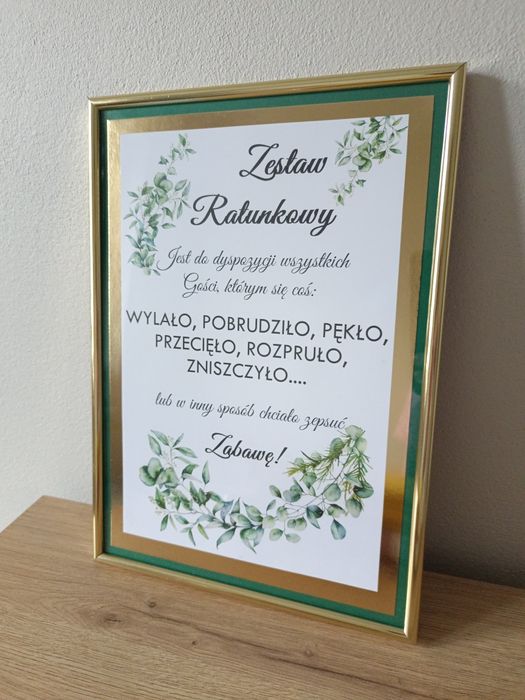 Zestaw
Ratunkowy
Jest do dyspozycji wszystkich
Gości, którym się coś:
WYLAŁO, POBRUDZIŁO, PĘKŁO,
PRZECIĘŁO, ROZPRUŁO,
ZNISZCZYŁO....
lub w inny sposób chciało zepsuć
Zabawę!